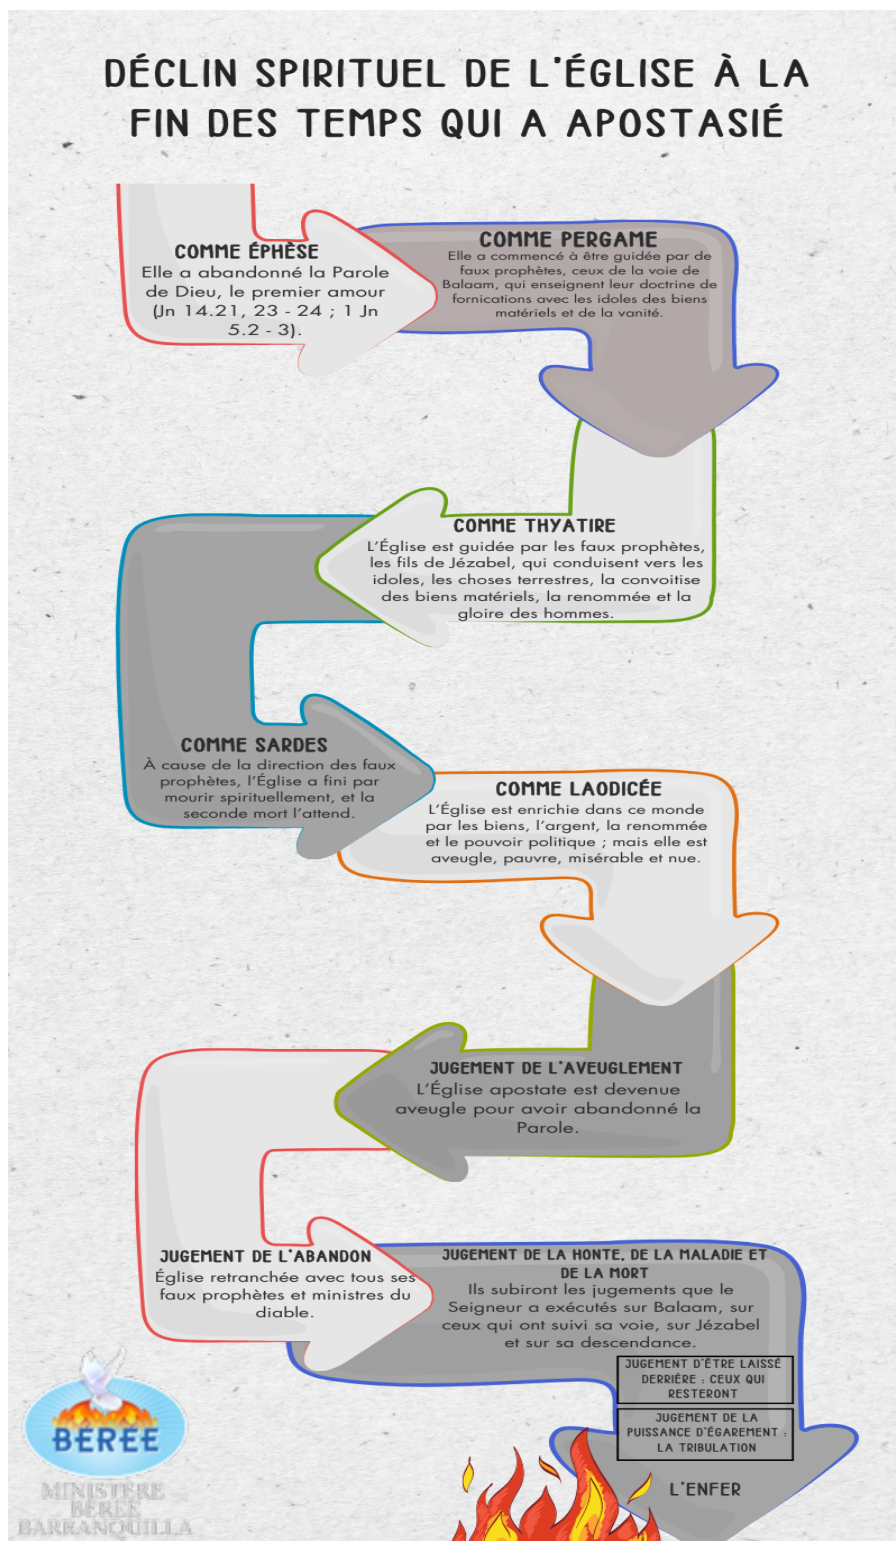 DÉCLIN SPIRITUEL DE L'ÉGLISE À LA
FIN DES TEMPS QUI A APOSTASIÉ
COMME ÉPHÈSE
Elle a abandonné la Parole
de Dieu, le premier amour
(Jn 14.21, 23 - 24 ; 1 Jn
5.2 - 3).
COMME PERGAME
Elle a commencé à être guidée par de
faux prophètes, ceux de la voie de
Balaam, qui enseignent leur doctrine de
fornications avec les idoles des biens
matériels et de la vanité.
COMME THYATIRE
L'Église est guidée par les faux prophètes,
les fils de Jézabel, qui conduisent vers les
idoles, les choses terrestres, la convoitise
des biens matériels, la renommée et la
gloire des hommes.
COMME SARDES
À cause de la direction des faux
prophètes, l'Église a fini par
mourir spirituellement, et la
seconde mort l'attend.
COMME LAODICÉE
L'Église est enrichie dans ce monde
par les biens, l'argent, la renommée
et le pouvoir politique ; mais elle est
aveugle, pauvre, misérable et nue.
JUGEMENT DE L'AVEUGLEMENT
L'Église apostate est devenue
aveugle pour avoir abandonné la
Parole.
JUGEMENT DE L'ABANDON
Église retranchée avec tous ses
faux prophètes et ministres du
diable.
JUGEMENT DE LA HONTE, DE LA MALADIE ET
DE LA MORT
Ils subiront les jugements que le
Seigneur a exécutés sur Balaam, sur
ceux qui ont suivi sa voie, sur Jézabel
et sur sa descendance.
JUGEMENT D'ÊTRE LAISSÉ
DERRIÈRE : CEUX QUI
RESTERONT
JUGEMENT DE LA
PUISSANCE D'ÉGAREMENT :
LA TRIBULATION
L'ENFER
BÉRÉE
MINISTÈRE
BÉRÉE
BARRANQUILLA